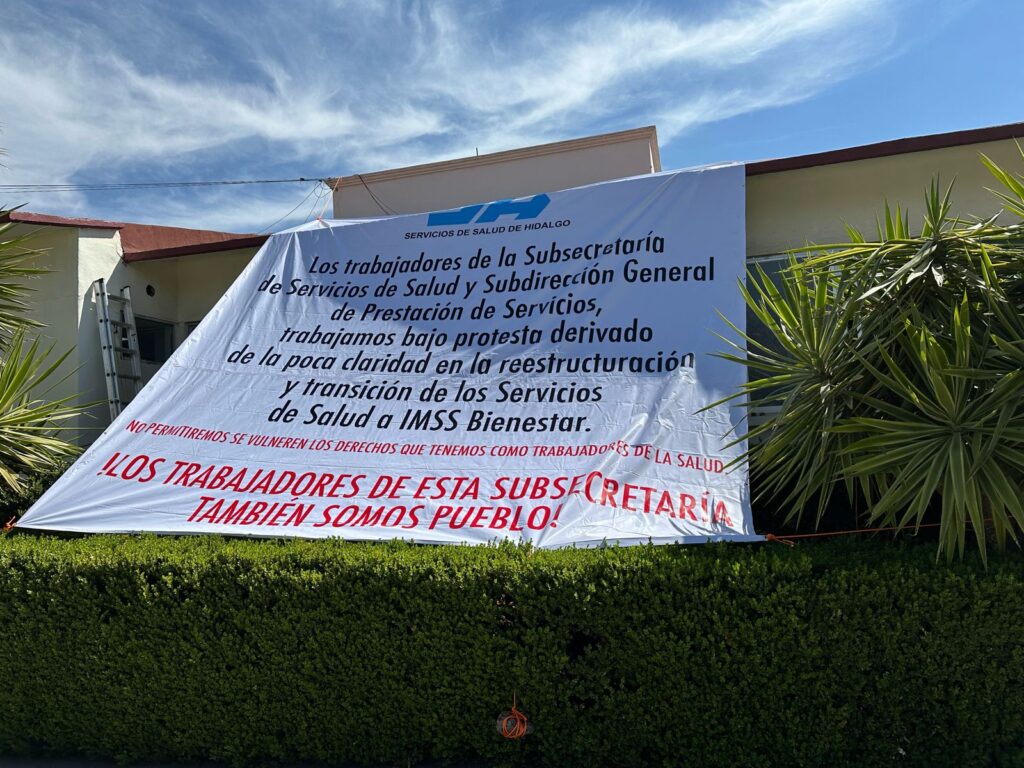 SERVICIOS DE SALUD DE HIDALGO
Los trabajadores de la Subsecretaría
de Servicios de Salud y Subdirección General
de Prestación de Servicios,
trabajamos bajo protesta derivado
de la poca claridad en la reestructuración
y transición de los Servicios
de Salud a IMSS Bienestar.
NO PERMITIREMOS SE VULNEREN LOS DERECHOS QUE TENEMOS COMO TRABAJADORES DE LA SALUD
!LOS TRABAJADORES DE ESTA SUBSECRETARÍA
TAMBIÉN SOMOS PUEBLO!